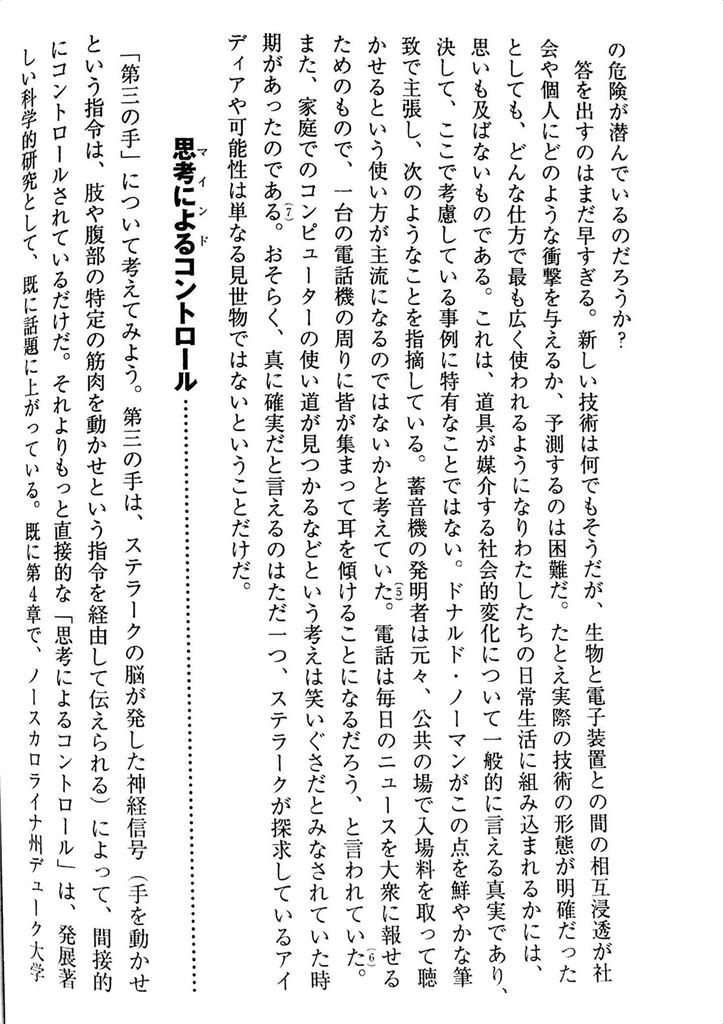 の危険が潜んでいるのだろうか?
答を出すのはまだ早すぎる。新しい技術は何でもそうだが、生物と電子装置との間の相互浸透が社
会や個人にどのような衝撃を与えるか、予測するのは困難だ。たとえ実際の技術の形態が明確だった
としても、どんな仕方で最も広く使われるようになりわたしたちの日常生活に組み込まれるかには、
思いも及ばないものである。これは、道具が媒介する社会的変化について一般的に言える真実であり、
決して、ここで考慮している事例に特有なことではない。ドナルド・ノーマンがこの点を鮮やかな筆
致で主張し、次のようなことを指摘している。蓄音機の発明者は元々、公共の場で入場料を取って聴
かせるという使い方が主流になるのではないかと考えていた。(5)電話は毎日のニュースを大衆に報せる
ためのもので、一台の電話機の周りに皆が集まって耳を傾けることになるだろう、と言われていた。(6)
また、家庭でのコンピューターの使い道が見つかるなどという考えは笑いぐさだとみなされていた時
期があったのである。(7)おそらく、真に確実だと言えるのはただ一つ、ステラークが探求しているアイ
ディアや可能性は単なる見世物ではないということだけだ。
思考によるコントロール
マインド
「第三の手」について考えてみよう。第三の手は、ステラークの脳が発した神経信号(手を動かせ
という指令は、肢や腹部の特定の筋肉を動かせという指令を経由して伝えられる)によって、間接的
にコントロールされているだけだ。それよりもっと直接的な「思考によるコントロール」は、発展著
しい科学的研究として、既に話題に上がっている。既に第4章で、ノースカロライナ州デューク大学